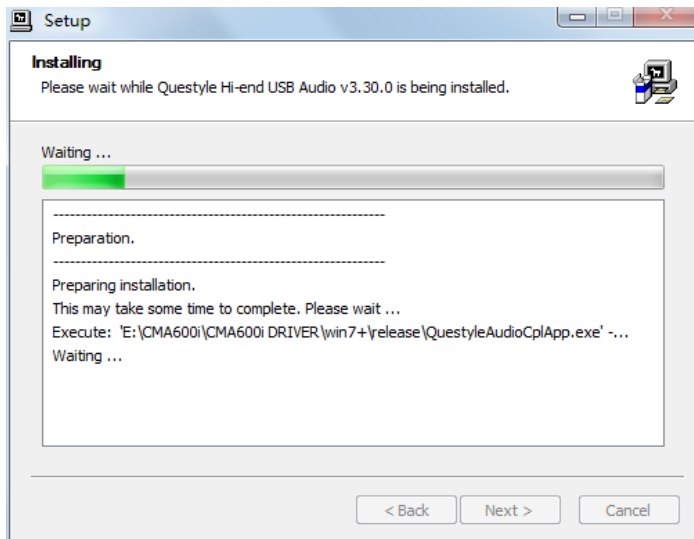 Setup
Installing
Please wait while Questyle Hi-end USB Audio v3.30.0 is being installed.
Waiting ...
------------------------------------------------------------
Preparation.
------------------------------------------------------------
Preparing installation.
This may take some time to complete. Please wait ...
Execute: 'E:\CMA600i\CMA600i DRIVER\win7+\release\QuestyleAudioCplApp.exe' -...
Waiting ...
< Back
Next >
Cancel